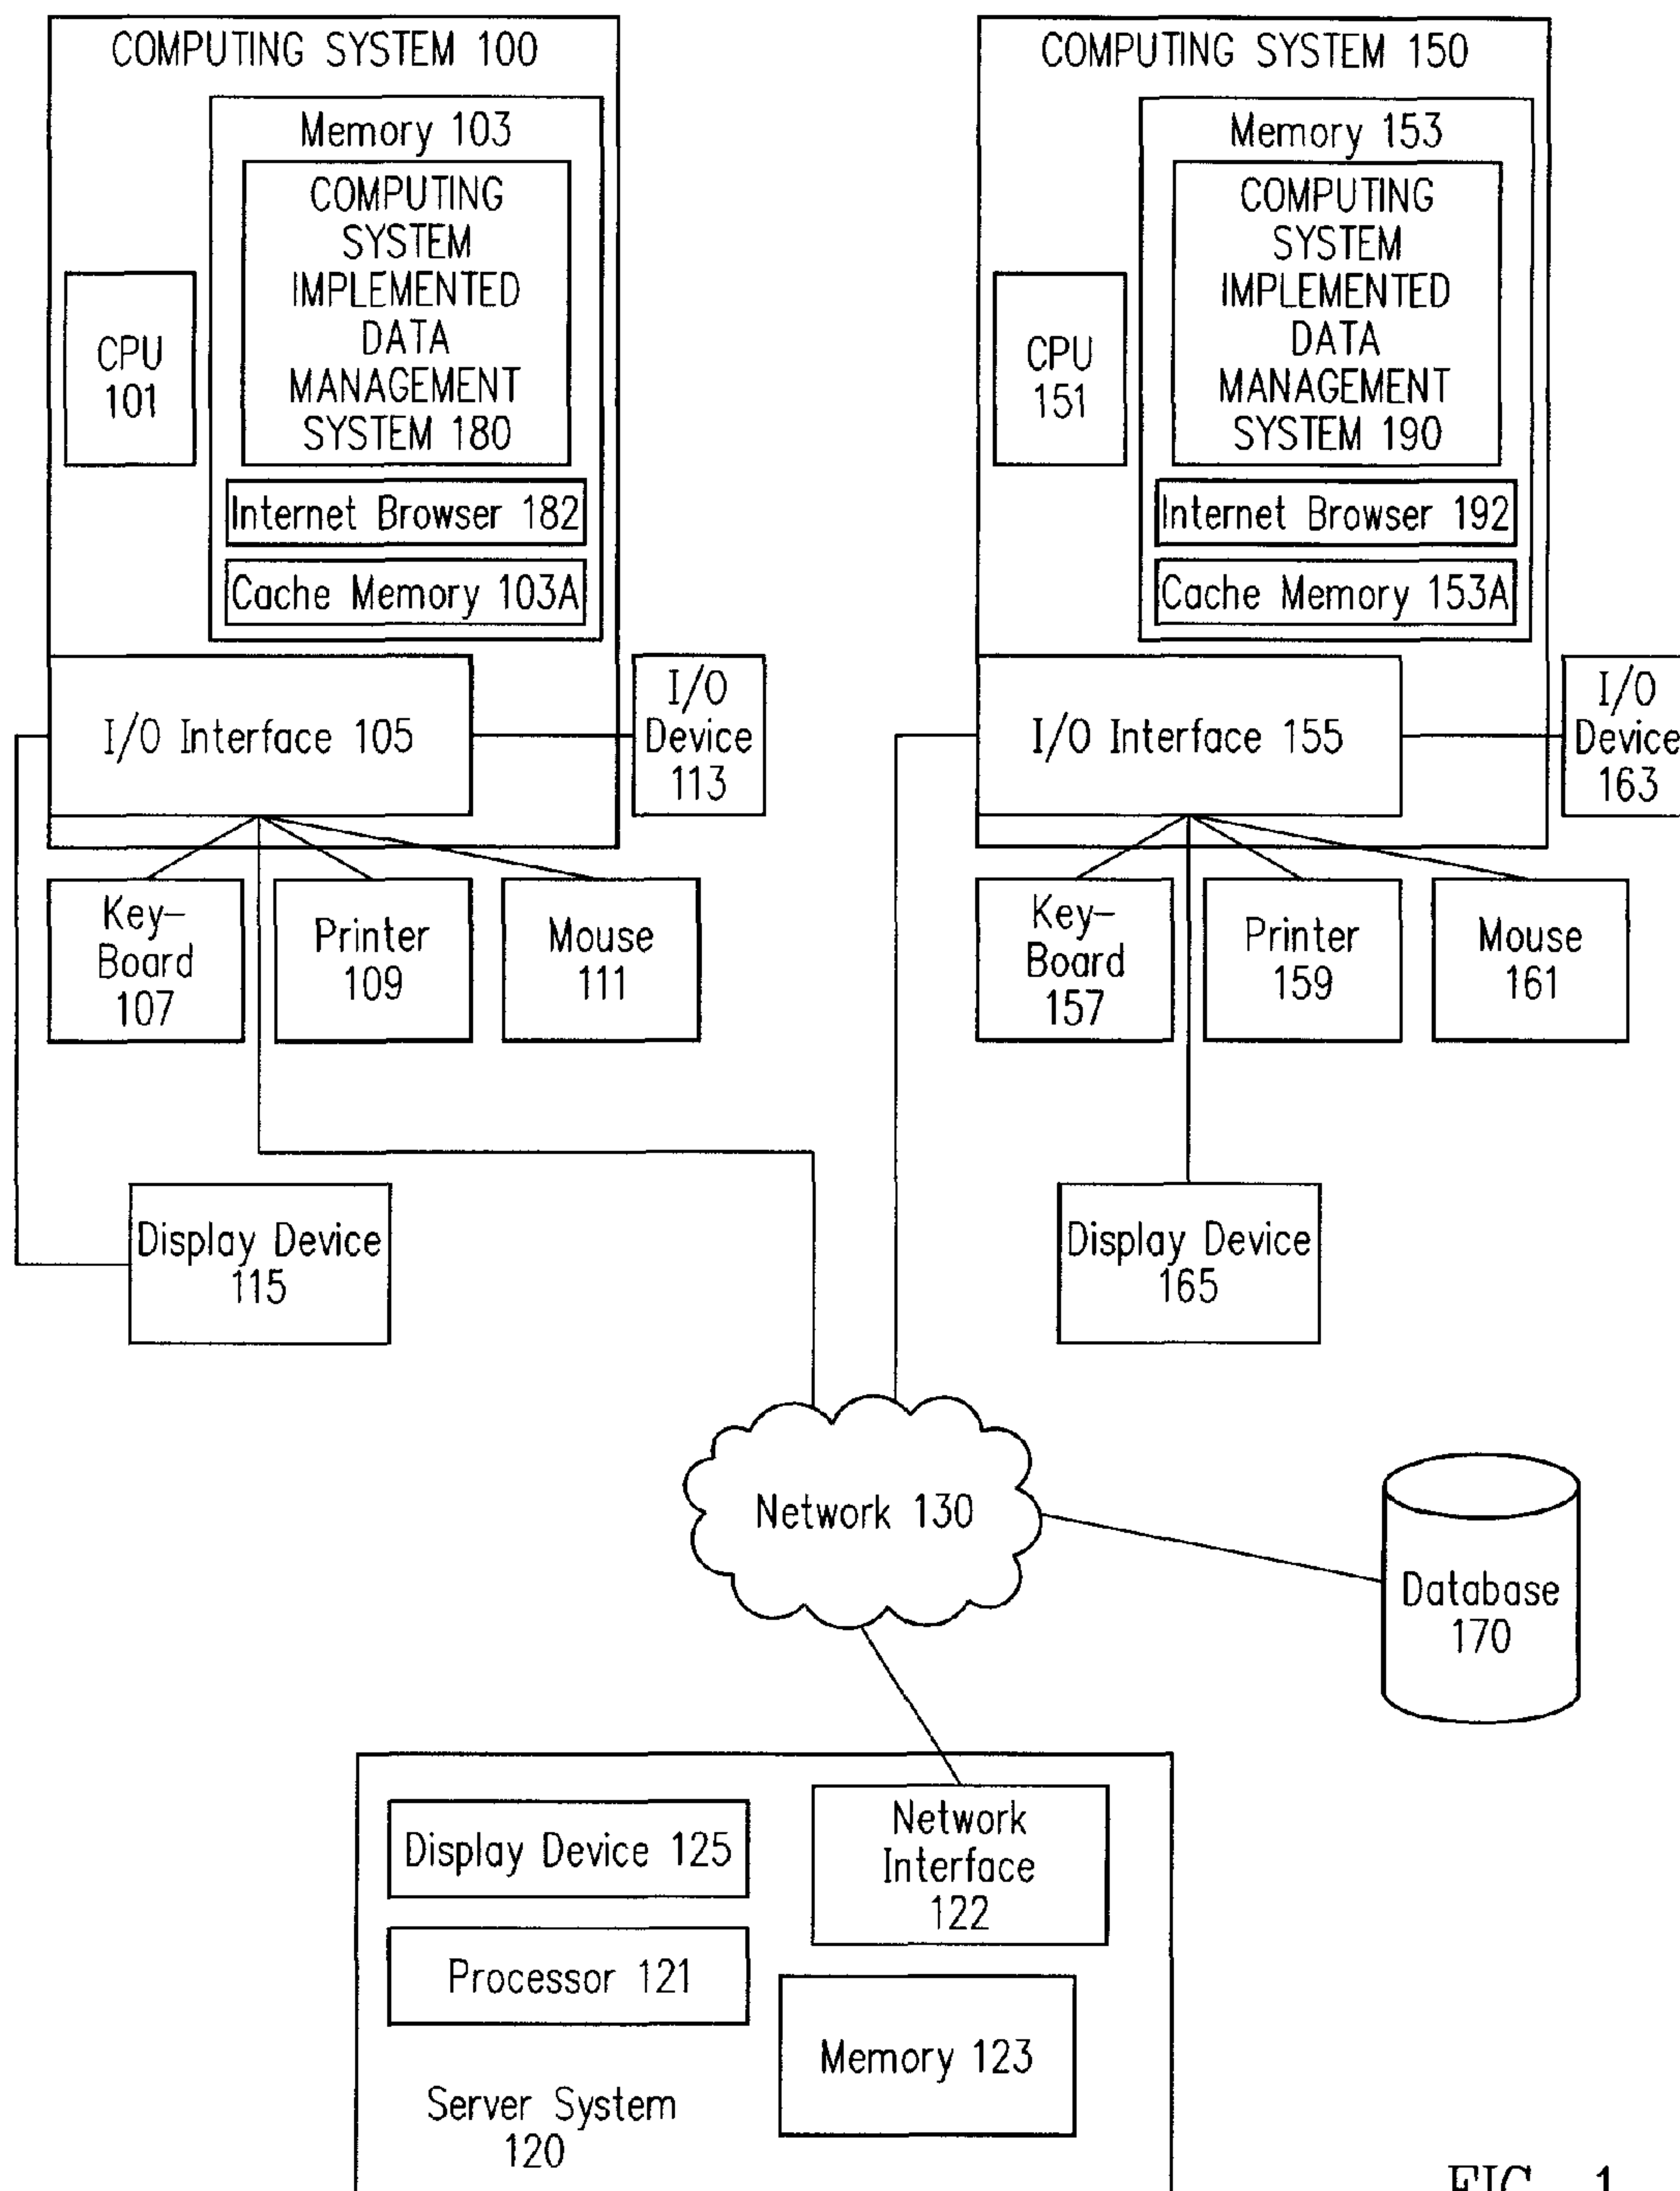 COMPUTING SYSTEM 100
Memory 103
COMPUTING
SYSTEM
IMPLEMENTED
DATA
MANAGEMENT
SYSTEM 180
CPU
101
Internet Browser 182
Cache Memory 103A
I/O Interface 105
I/O
Device
113
Key-
Board
107
Printer
109
Mouse
111
Display Device
115
COMPUTING SYSTEM 150
Memory 153
COMPUTING
SYSTEM
IMPLEMENTED
DATA
MANAGEMENT
SYSTEM 190
CPU
151
Internet Browser 192
Cache Memory 153A
I/O Interface 155
I/O
Device
163
Key-
Board
157
Printer
159
Mouse
161
Display Device
165
Network 130
Database
170
Display Device 125
Network
Interface
122
Processor 121
Memory 123
Server System
120
FIG. 1